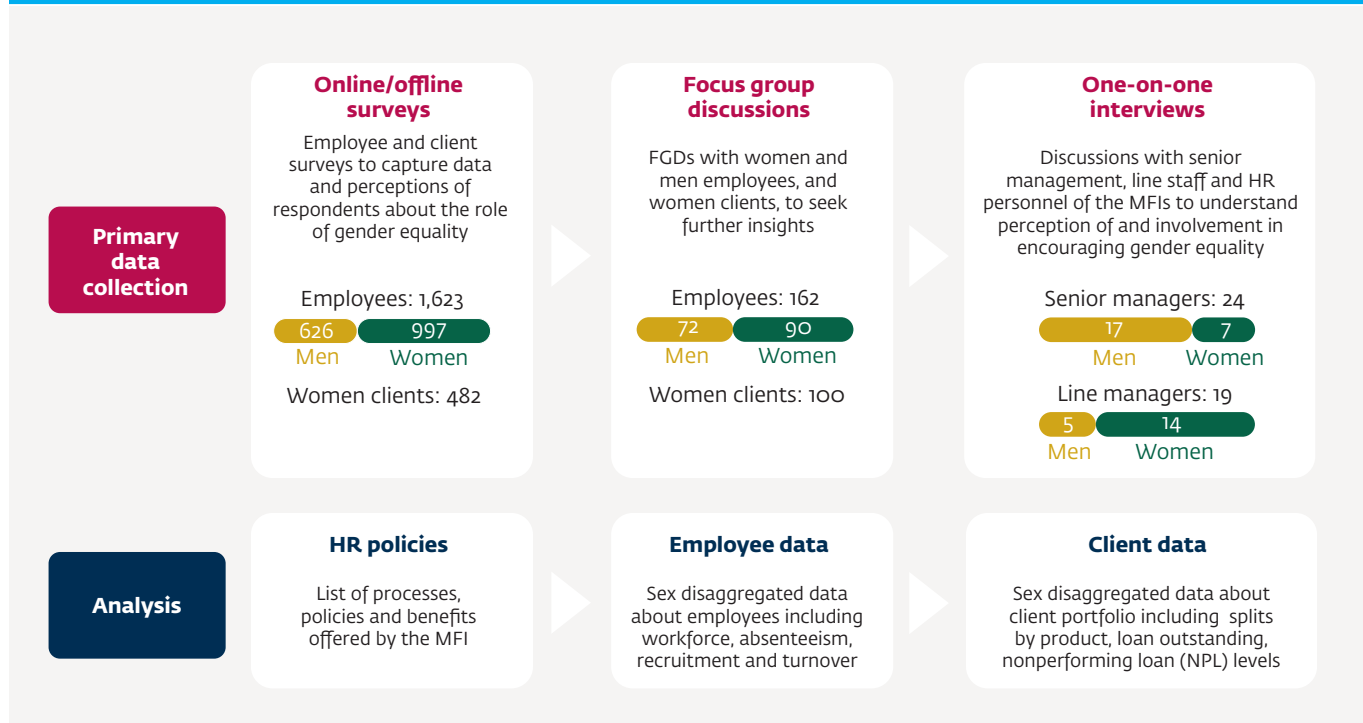 Primary
data
collection
Online/offline
surveys
Employee and client
surveys to capture data
and perceptions of
respondents about the role
of gender equality
Employees: 1,623
626 997
Men Women
Women clients: 482
Focus group
discussions
FGDs with women and
men employees, and
women clients, to seek
further insights
Employees: 162
72 90
Men Women
Women clients: 100
One-on-one
interviews
Discussions with senior
management, line staff and HR
personnel of the MFIs to understand
perception of and involvement in
encouraging gender equality
Senior managers: 24
17 7
Men Women
Line managers: 19
5 14
Men Women
Analysis
HR policies
List of processes,
policies and benefits
offered by the MFI
Employee data
Sex disaggregated data
about employees including
workforce, absenteeism,
recruitment and turnover
Client data
Sex disaggregated data about
client portfolio including splits
by product, loan outstanding,
nonperforming loan (NPL) levels